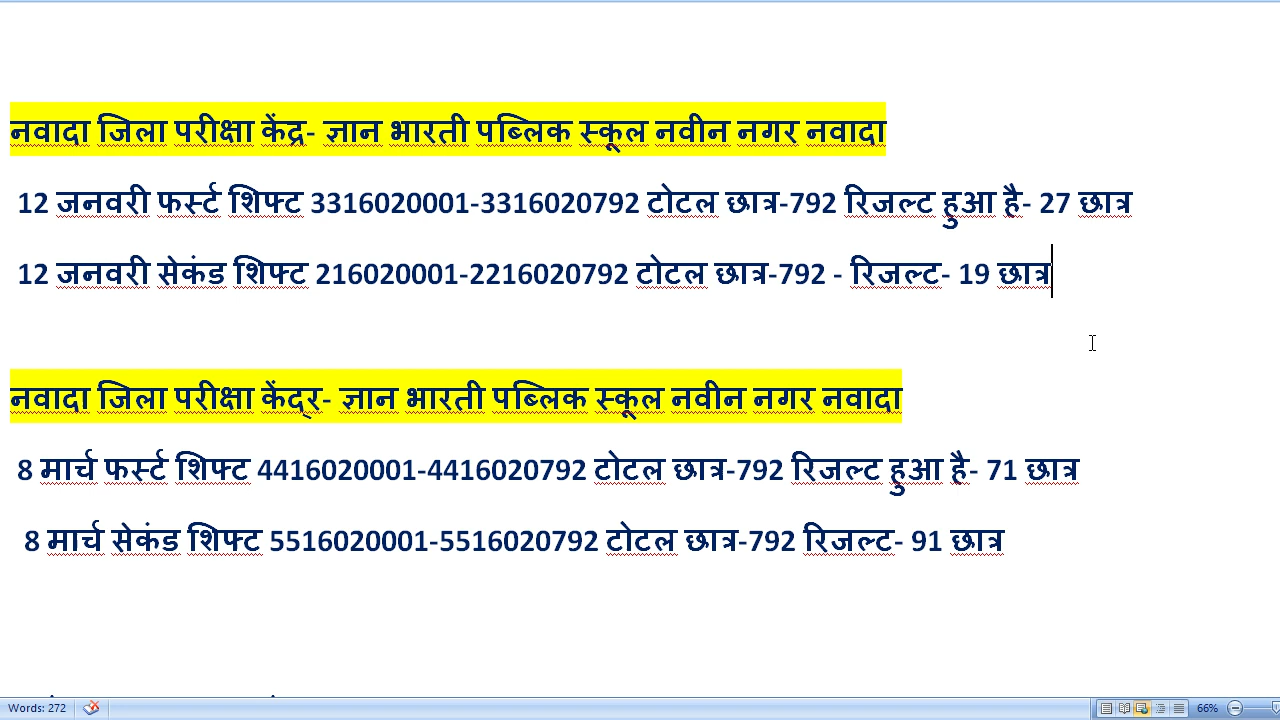 नवादा जिला परीक्षा केंद्र- ज्ञान भारती पब्लिक स्कूल नवीन नगर नवादा
12 जनवरी फर्स्ट शिफ्ट 3316020001-3316020792 टोटल छात्र-792 रिजल्ट हुआ है- 27 छात्र
12 जनवरी सेकंड शिफ्ट 216020001-2216020792 टोटल छात्र-792 - रिजल्ट- 19 छात्र
नवादा जिला परीक्षा केंद्‌र- ज्ञान भारती पब्लिक स्कूल नवीन नगर नवादा
8 मार्च फर्स्ट शिफ्ट 4416020001-4416020792 टोटल छात्र-792 रिजल्ट हुआ है- 71 छात्र
8 मार्च सेकंड शिफ्ट 5516020001-5516020792 टोटल छात्र-792 रिजल्ट- 91 छात्र
Words: 272 66%